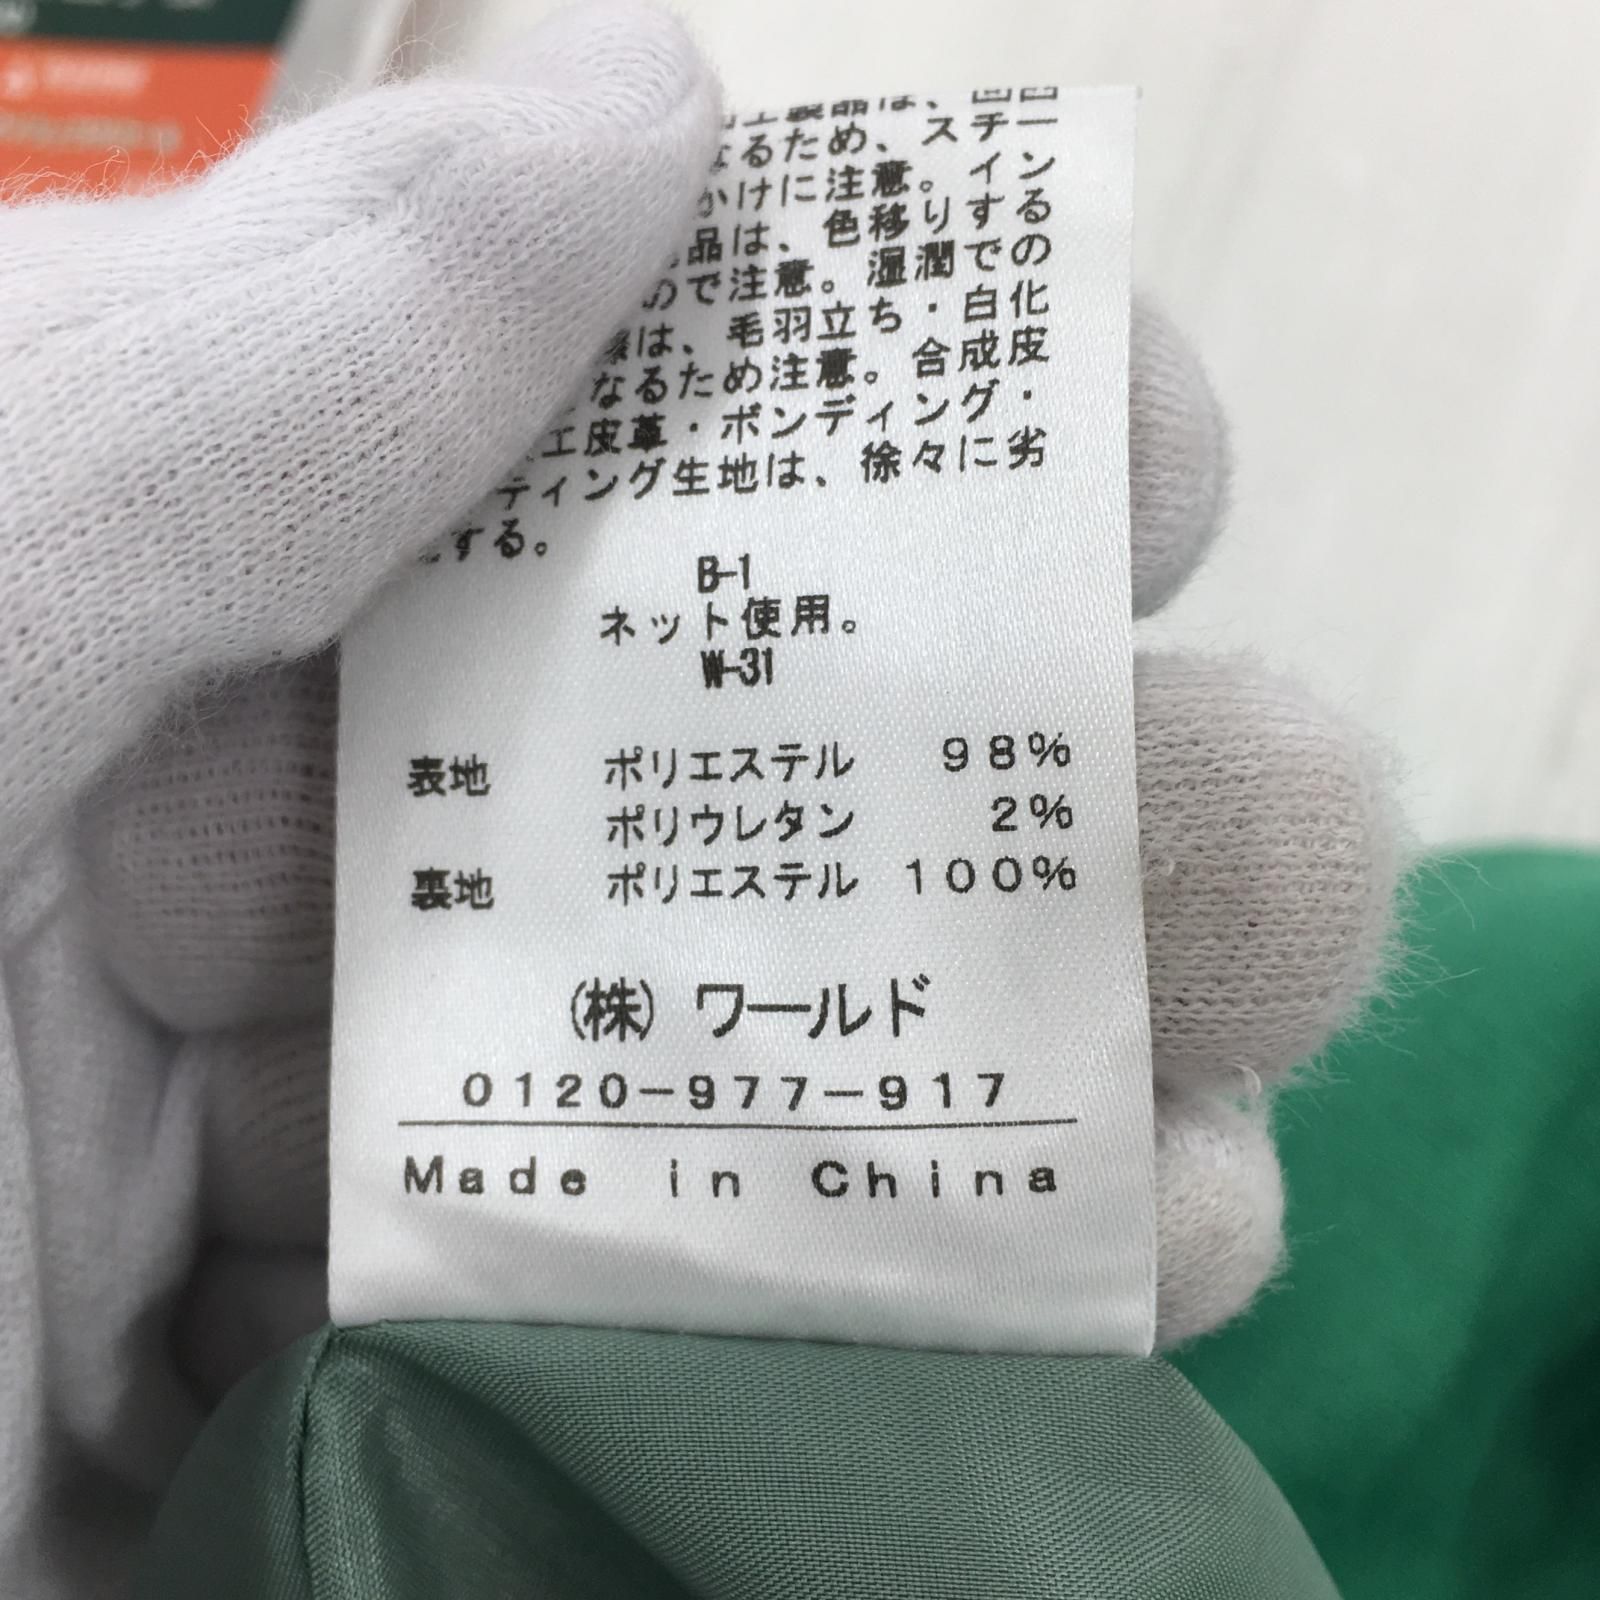 なるため、スチー
かけに注意。イン
品は、色移りする
ので注意。湿潤での
は、毛羽立ち・白化
なるため注意。合成皮
工皮革・ボンディング・
ティング生地は、徐々に劣
する。
B-1
ネット使用。
W-31
表地 ポリエステル 98%
ポリウレタン 2%
裏地 ポリエステル 100%
(株) ワールド
0120-977-917
Made in China